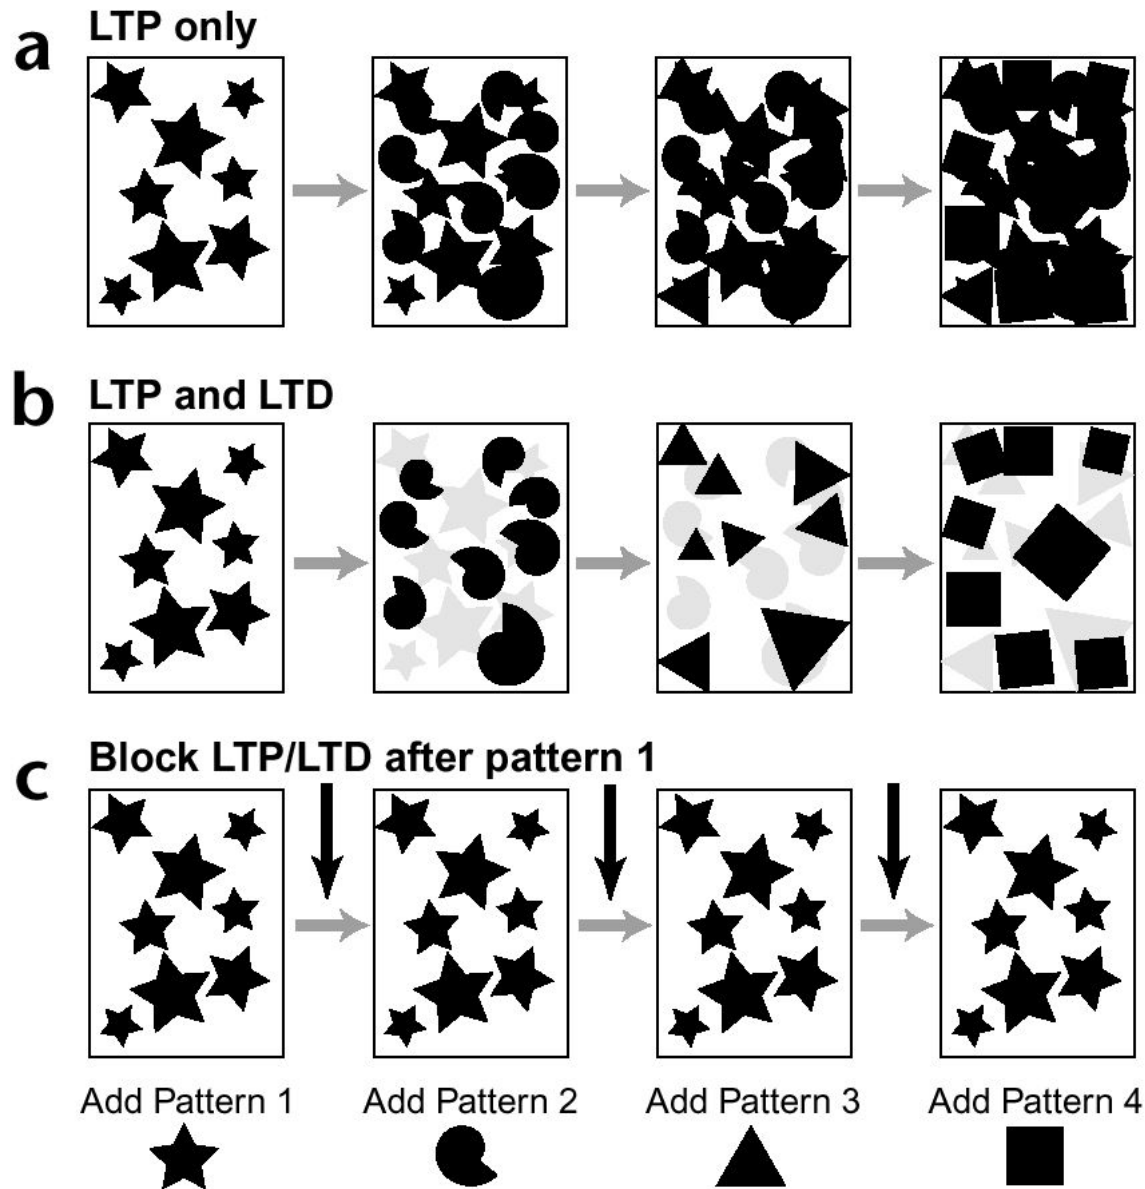 a
LTP only
b
LTP and LTD
c
Block LTP/LTD after pattern 1
Add Pattern 1
Add Pattern 2
Add Pattern 3
Add Pattern 4